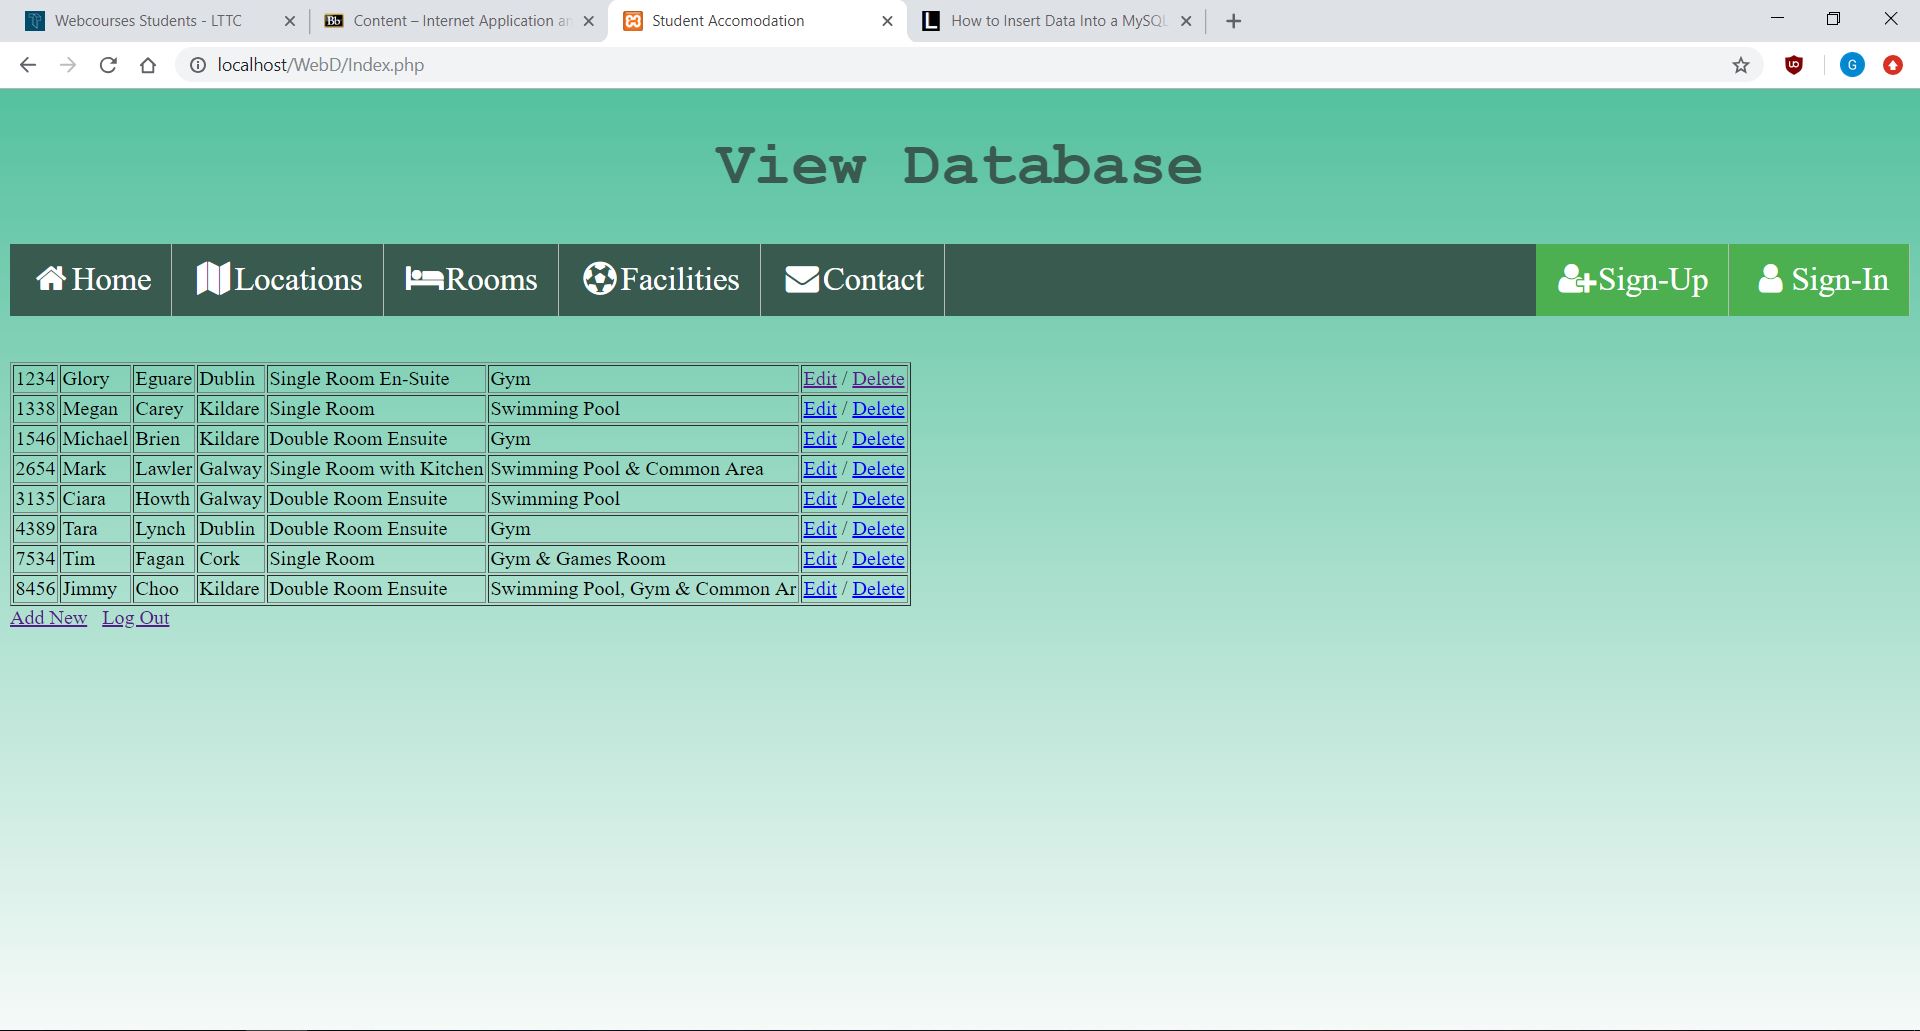 Webcourses Students - LTTC
Bb Content – Internet Application an
Student Accomodation
L How to Insert Data Into a MySQL
localhost/WebD/Index.php
G
View Database
Home Locations Rooms Facilities Contact Sign-Up Sign-In
1234 Glory Eguare Dublin Single Room En-Suite Gym Edit / Delete
1338 Megan Carey Kildare Single Room Swimming Pool Edit / Delete
1546 Michael Brien Kildare Double Room Ensuite Gym Edit / Delete
2654 Mark Lawler Galway Single Room with Kitchen Swimming Pool & Common Area Edit / Delete
3135 Ciara Howth Galway Double Room Ensuite Swimming Pool Edit / Delete
4389 Tara Lynch Dublin Double Room Ensuite Gym Edit / Delete
7534 Tim Fagan Cork Single Room Gym & Games Room Edit / Delete
8456 Jimmy Choo Kildare Double Room Ensuite Swimming Pool, Gym & Common Ar Edit / Delete
Add New Log Out